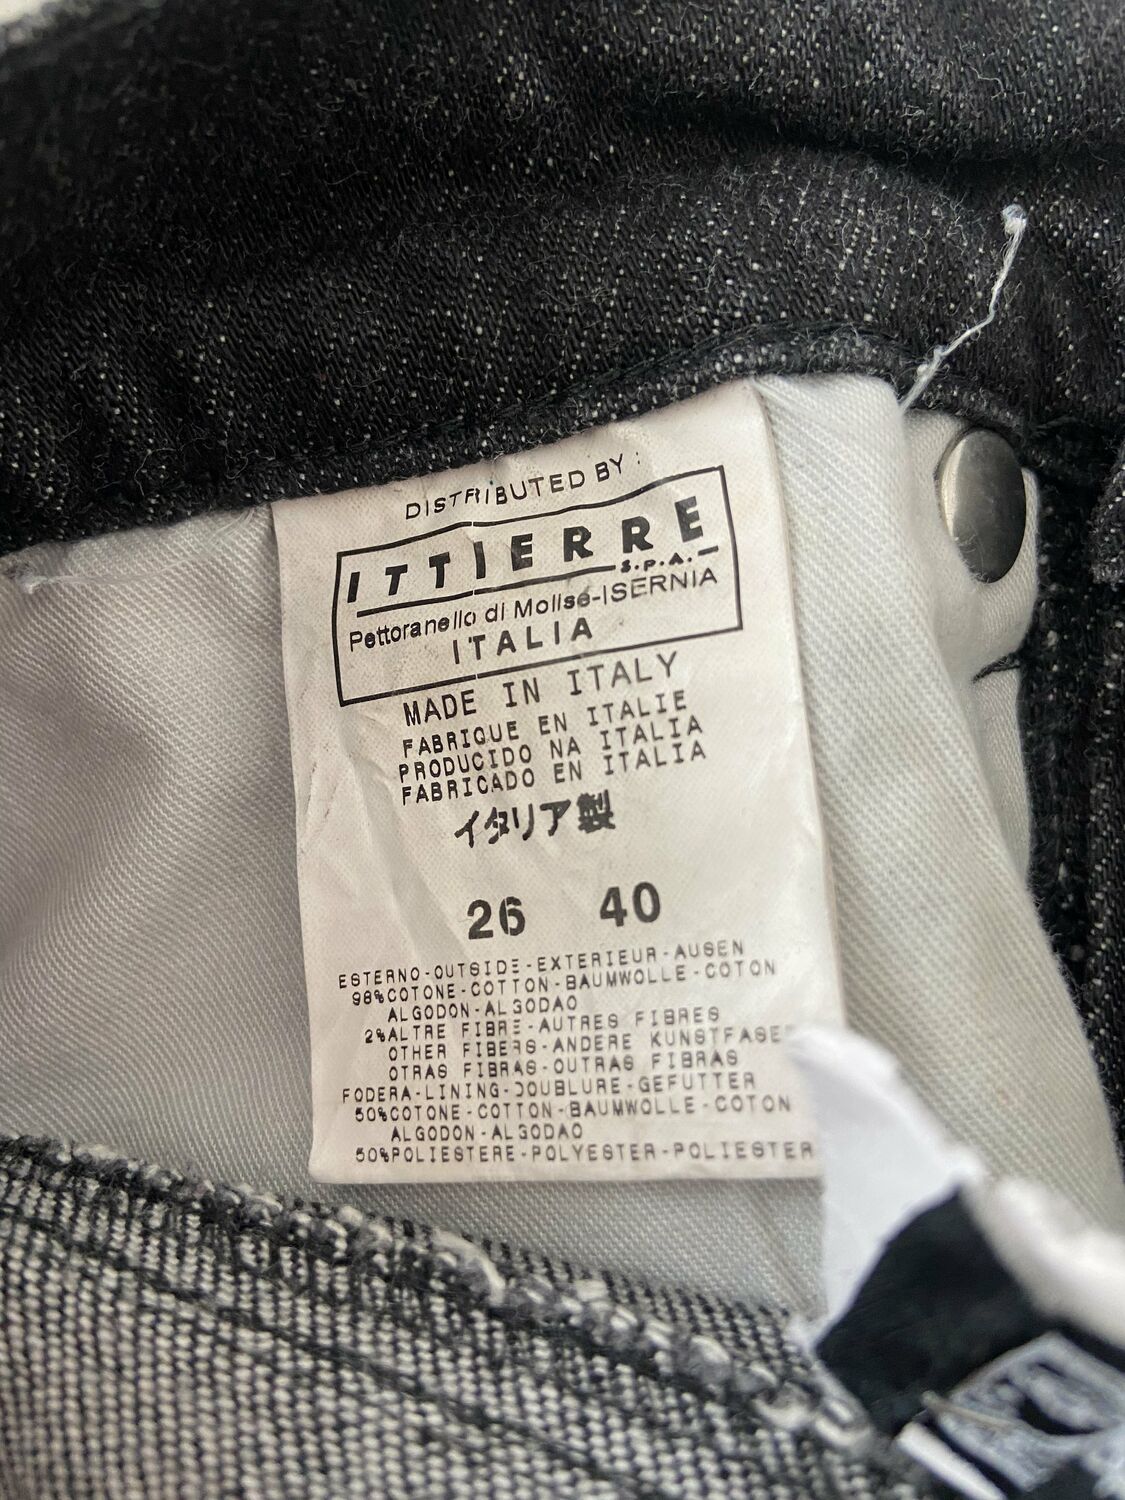 DISTRIBUTED BY :
ITTIERRE
S.P.A.
Pettoranello di Molise-ISERNIA
ITALIA
MADE IN ITALY
FABRIQUE EN ITALIE
PRODUCIDO NA ITALIA
FABRICADO EN ITALIA
イタリア製
26 40
ESTERNO-OUTSIDE-EXTERIEUR-AUSEN
98%COTONE-COTTON-BAUMWOLLE-COTON
ALGODON-ALGODAO
2%ALTRE FIBRE-AUTRES FIBRES
OTHER FIBERS-ANDERE KUNSTFASE
OTRAS FIBRAS-OUTRAS FIBRAS
FODERA-LINING-DOUBLURE-GEFUTTER
50%COTONE-COTTON-BAUMWOLLE-COTON
ALGODON-ALGODAO
50%POLIESTERE-POLYESTER-POLIESTER